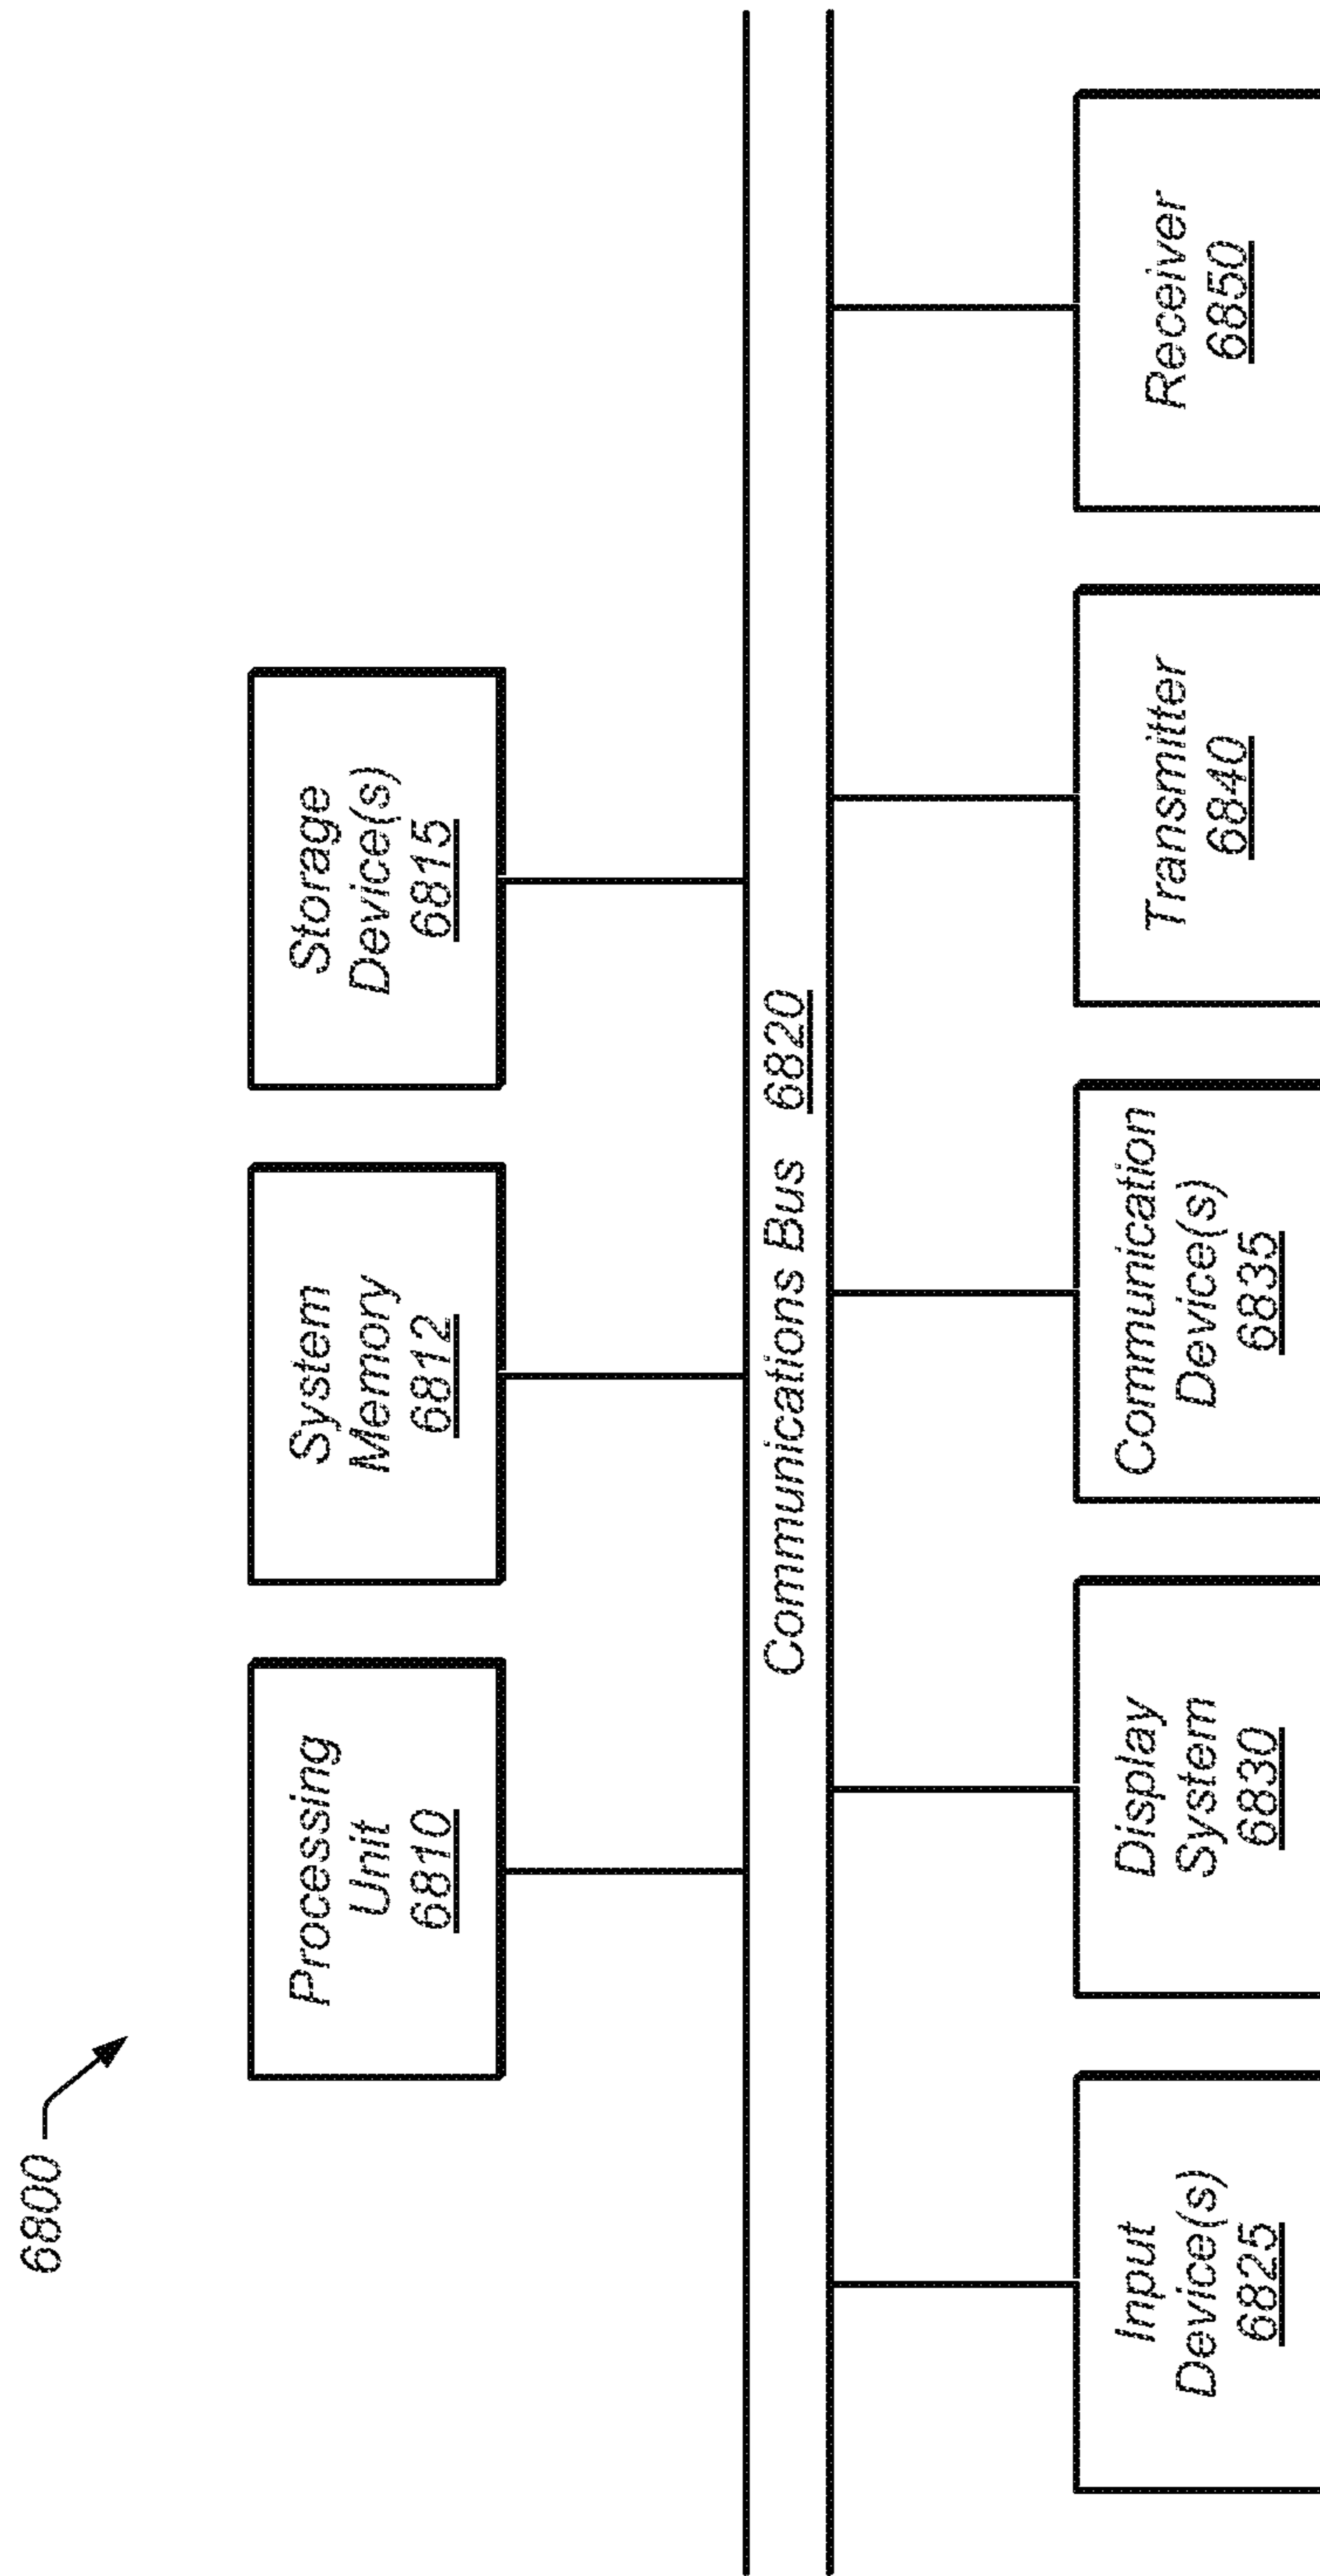 6800
Processing
Unit
6810
System
Memory
6812
Storage
Device(s)
6815
Communications Bus 6820
Input
Device(s)
6825
Display
System
6830
Communication
Device(s)
6835
Transmitter
6840
Receiver
6850